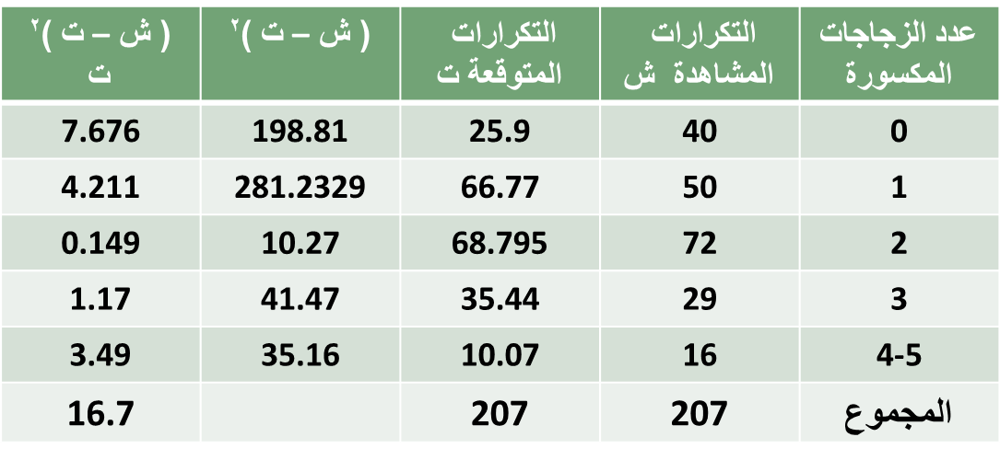 عدد الزجاجات المكسورة | التكرارات المشاهدة ش | التكرارات المتوقعة ت | ( ش – ت )٢ | ( ش – ت )٢ ت
0 | 40 | 25.9 | 198.81 | 7.676
1 | 50 | 66.77 | 281.2329 | 4.211
2 | 72 | 68.795 | 10.27 | 0.149
3 | 29 | 35.44 | 41.47 | 1.17
4-5 | 16 | 10.07 | 35.16 | 3.49
المجموع | 207 | 207 | | 16.7